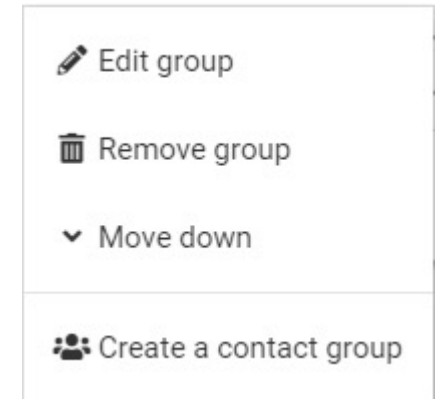 Edit group
Remove group
Move down
Create a contact group